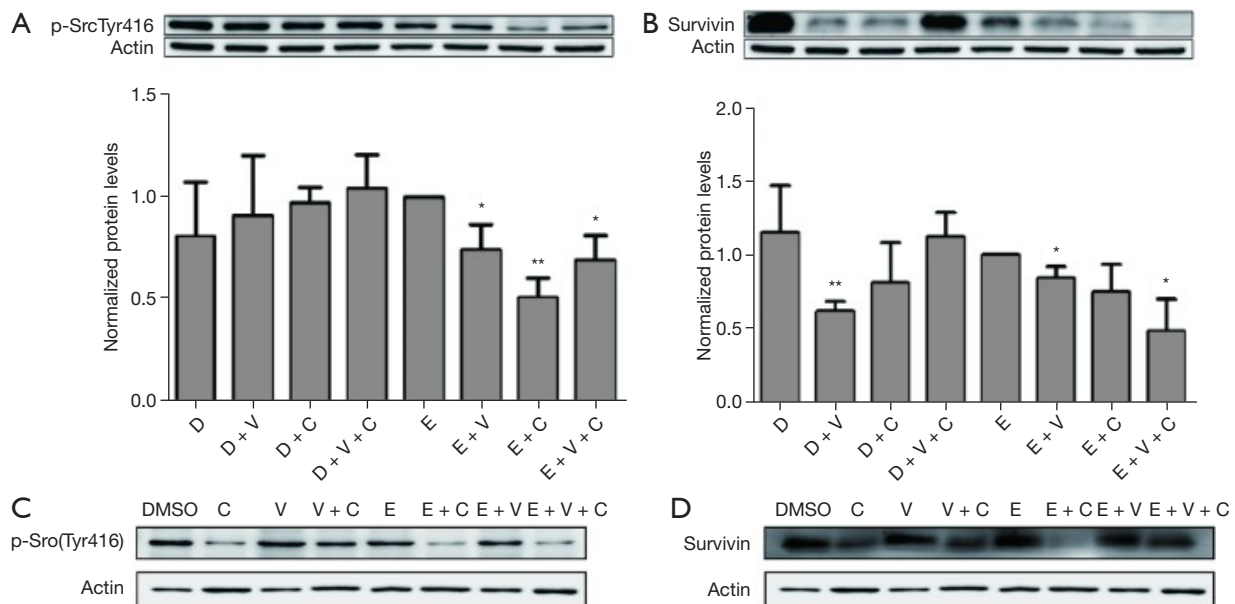 A
p-SrcTyr416
Actin
1.5
1.0
0.5
0.0
Normalized protein levels
*
**
*
D
D + V
D + C
D + V + C
E
E + V
E + C
E + V + C
B
Survivin
Actin
2.0
1.5
1.0
0.5
0.0
Normalized protein levels
**
*
*
D
D + V
D + C
D + V + C
E
E + V
E + C
E + V + C
C
DMSO C V V + C E E + C E + V E + V + C
p-Sro(Tyr416)
Actin
D
DMSO C V V + C E E + C E + V E + V + C
Survivin
Actin